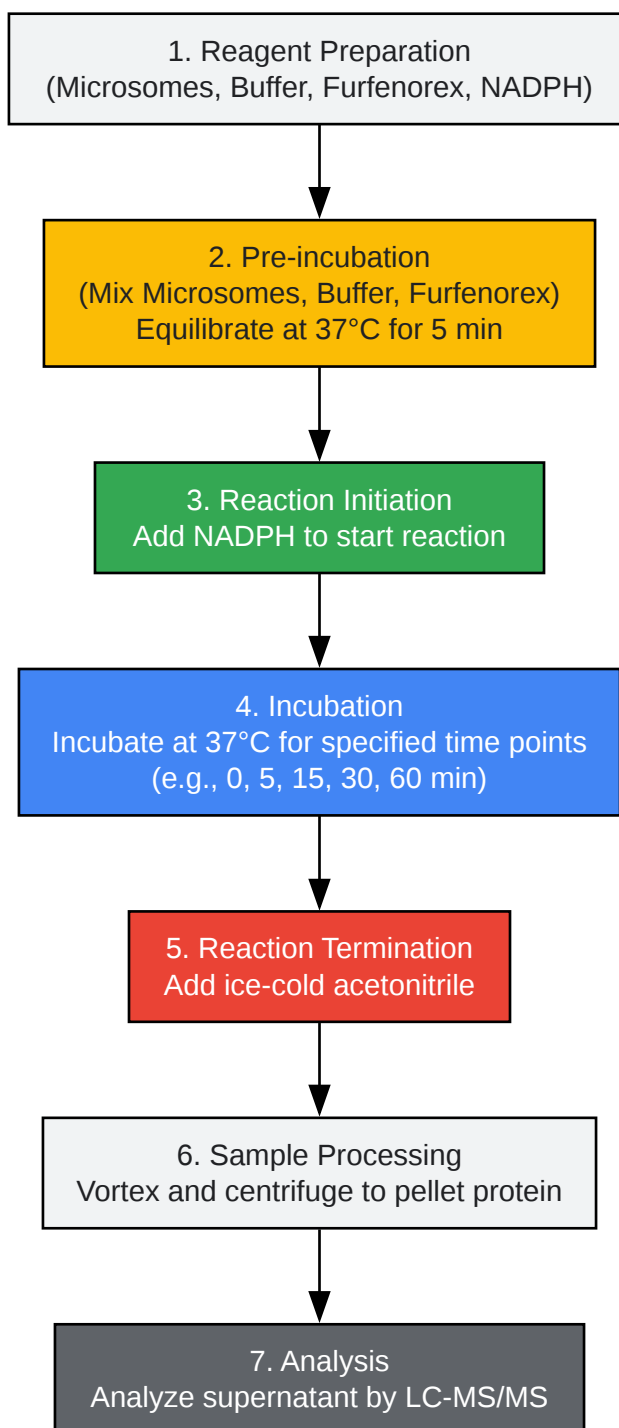 1. Reagent Preparation
(Microsomes, Buffer, Furfenorex, NADPH)
2. Pre-incubation
(Mix Microsomes, Buffer, Furfenorex)
Equilibrate at 37°C for 5 min
3. Reaction Initiation
Add NADPH to start reaction
4. Incubation
Incubate at 37°C for specified time points
(e.g., 0, 5, 15, 30, 60 min)
5. Reaction Termination
Add ice-cold acetonitrile
6. Sample Processing
Vortex and centrifuge to pellet protein
7. Analysis
Analyze supernatant by LC-MS/MS